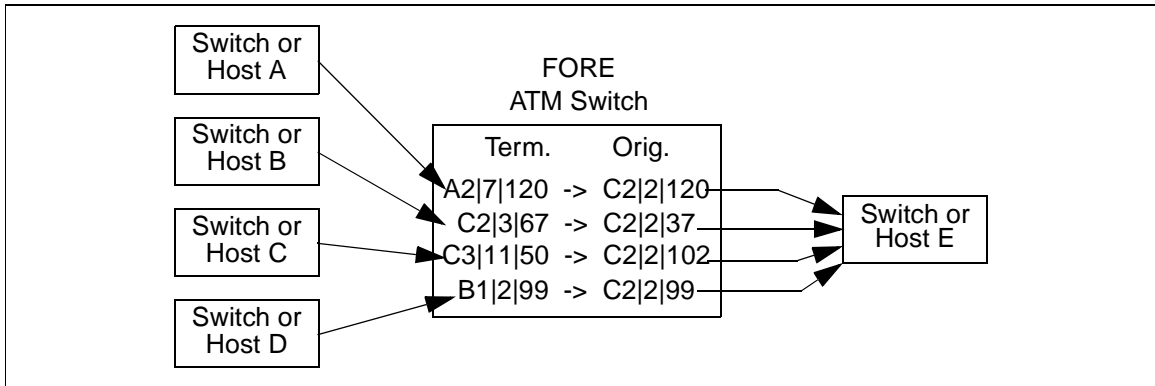 Switch or
Host A
Switch or
Host B
Switch or
Host C
Switch or
Host D
FORE
ATM Switch
Term. Orig.
A2|7|120 -> C2|2|120
C2|3|67 -> C2|2|37
C3|11|50 -> C2|2|102
B1|2|99 -> C2|2|99
Switch or
Host E